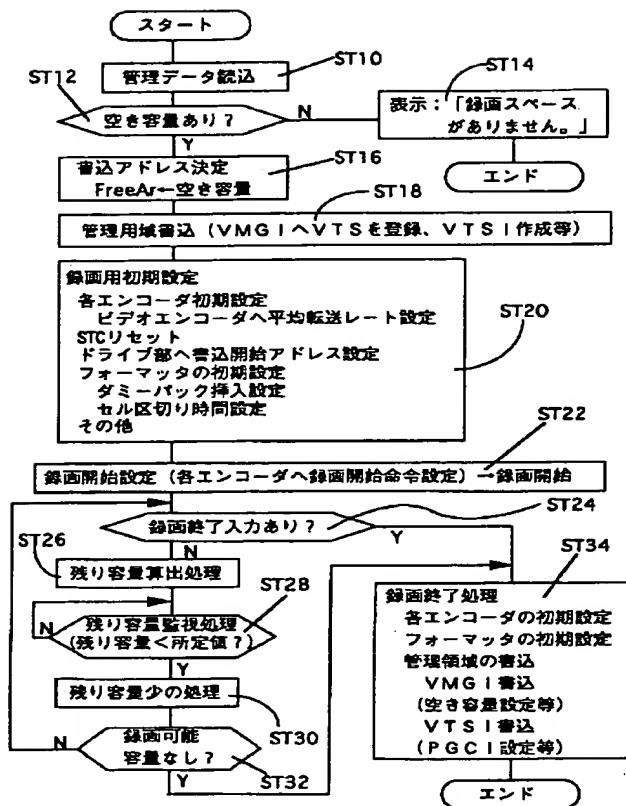 スタート
ST10
管理データ読込
ST12
空き容量あり?
N
Y
ST14
表示:「録画スペース
がありません。」
エンド
ST16
書込アドレス決定
FreeAr←空き容量
ST18
管理用域書込(VMGIへVTSを登録、VTSI作成等)
録画用初期設定
各エンコーダ初期設定
ビデオエンコーダへ平均転送レート設定
STCリセット
ドライブ部へ書込開始アドレス設定
フォーマッタの初期設定
ダミーパック挿入設定
セル区切り時間設定
その他
ST20
ST22
録画開始設定(各エンコーダへ録画開始命令設定)→録画開始
ST24
録画終了入力あり?
N
Y
ST26
残り容量算出処理
ST28
残り容量監視処理
(残り容量<所定値?)
N
Y
残り容量少の処理
ST30
録画可能
容量なし?
N
Y
ST32
ST34
録画終了処理
各エンコーダの初期設定
フォーマッタの初期設定
管理領域の書込
VMGI書込
(空き容量設定等)
VTSI書込
(PGCI設定等)
エンド